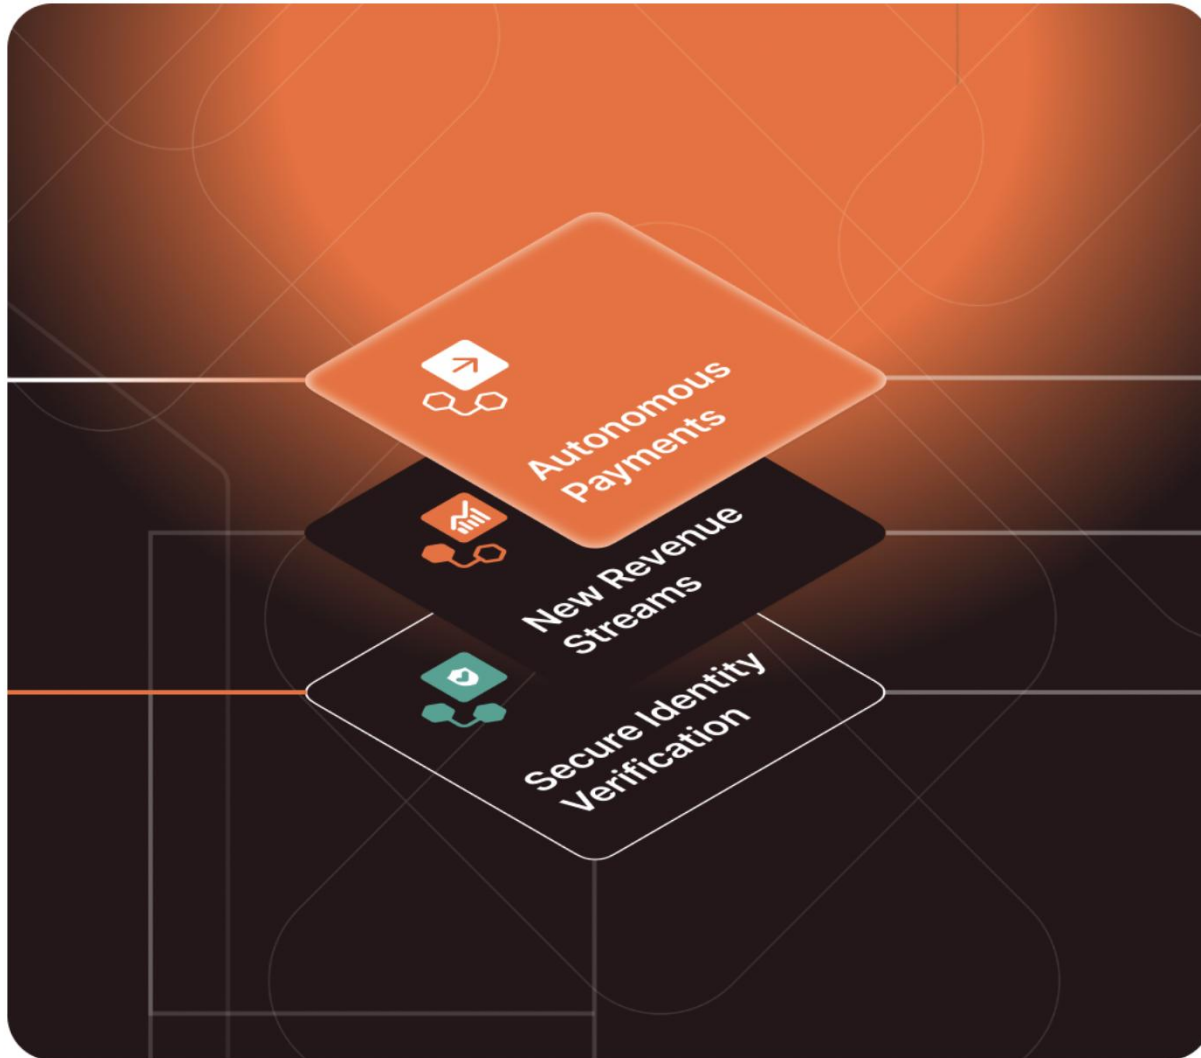 Autonomous
Payments
New Revenue
Streams
Secure Identity
Verification